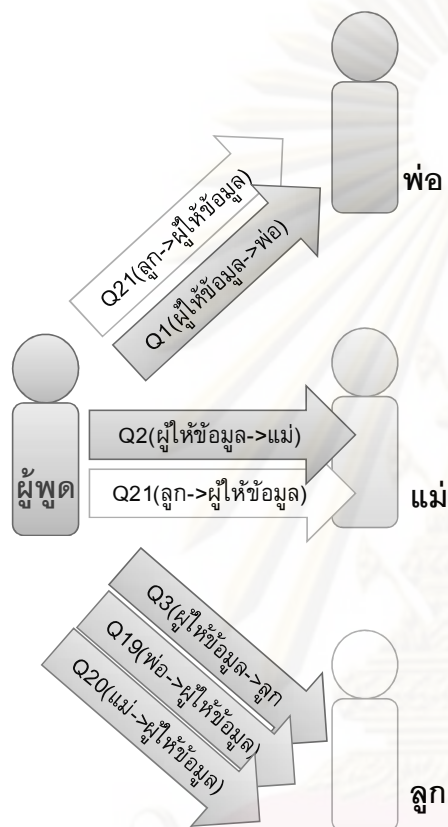 พ่อ
Q21(ลูก->ผู้ให้ข้อมูล)
Q1(ผู้ให้ข้อมูล->พ่อ)
Q2(ผู้ให้ข้อมูล->แม่)
ผู้พูด
Q21(ลูก->ผู้ให้ข้อมูล)
แม่
Q3(ผู้ให้ข้อมูล->ลูก
Q19(พ่อ->ผู้ให้ข้อมูล)
Q20(แม่->ผู้ให้ข้อมูล)
ลูก